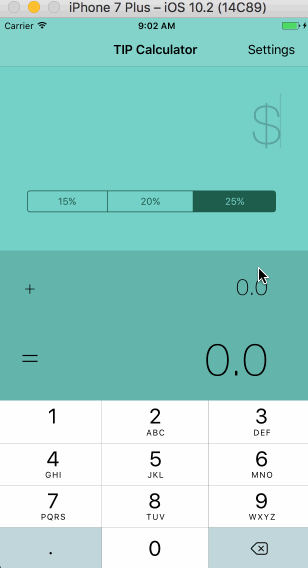 iPhone 7 Plus – iOS 10.2 (14C89)
Carrier 9:02 AM
TIP Calculator Settings
$
15% 20% 25%
+ 0.0
= 0.0
1 2 3
ABC DEF
4 5 6
GHI JKL MNO
7 8 9
PQRS TUV WXYZ
. 0